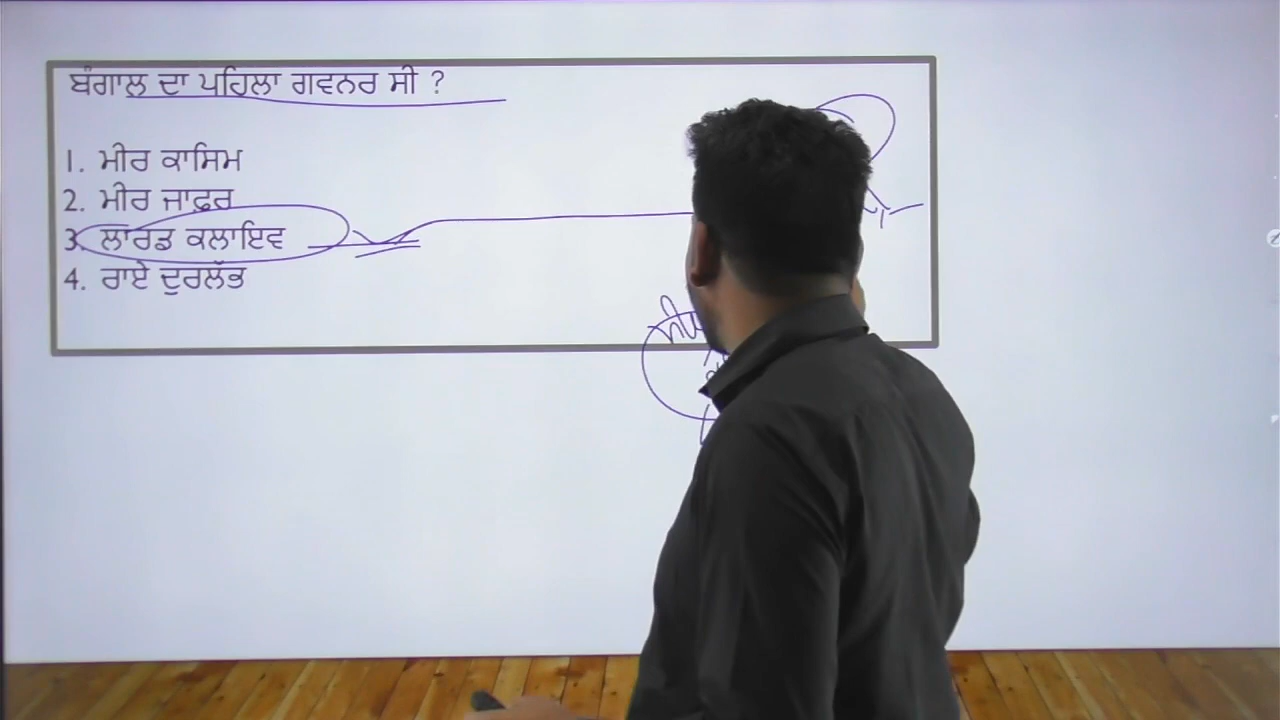 ਬੰਗਾਲ ਦਾ ਪਹਿਲਾ ਗਵਨਰ ਸੀ ?
1. ਮੀਰ ਕਾਸਿਮ
2. ਮੀਰ ਜਾਫ਼ਰ
3. ਲਾਰਡ ਕਲਾਇਵ
4. ਰਾਏ ਦੁਰਲੱਭ